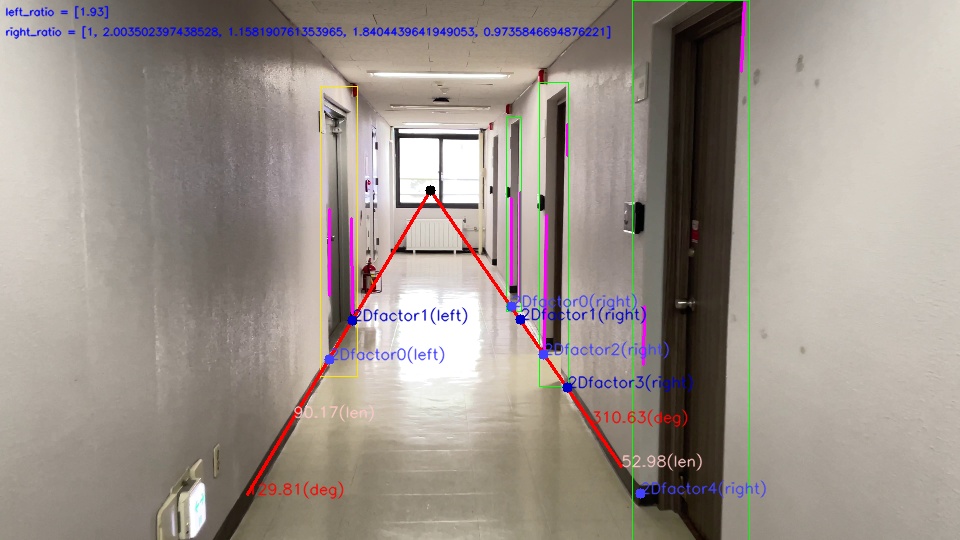 left_ratio = [1.93]
right_ratio = [1, 2.003502397438528, 1.158190761353965, 1.8404439641949053, 0.9735846694876221]
2Dfactor0(right)
2Dfactor1(left)
2Dfactor1(right)
2Dfactor0(left)
2Dfactor2(right)
2Dfactor3(right)
90.17(len)
310.63(deg)
52.98(len)
129.81(deg)
2Dfactor4(right)